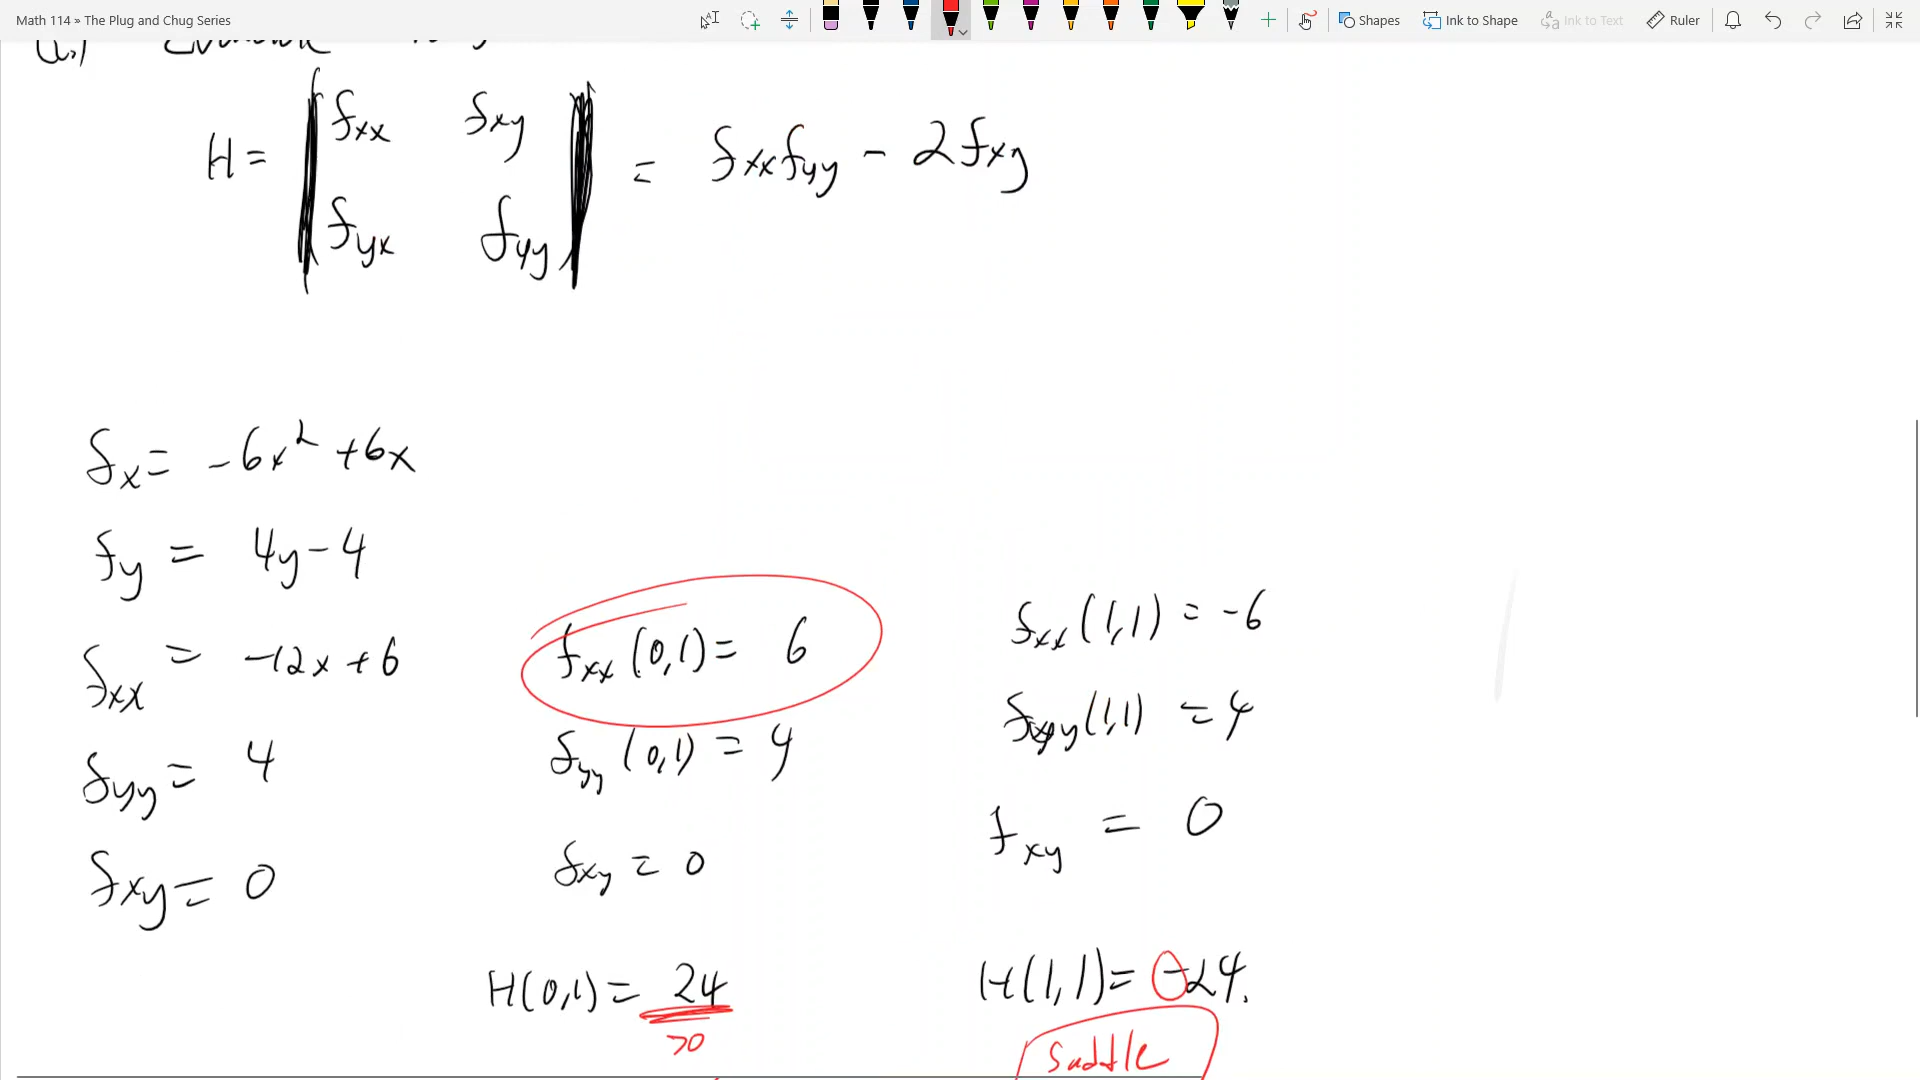 Math 114 » The Plug and Chug Series
Shapes
Ink to Shape
Ink to Text
Ruler
H = | fxx fxy | = fxx fyy - 2fxy
fyx fyy
fx = -6x² + 6x
fy = 4y - 4
fxx = -12x + 6
fyy = 4
fxy = 0
fxx (0,1) = 6
fyy (0,1) = 4
fxy = 0
H(0,1) = 24
>0
fxx (1,1) = -6
fyy (1,1) = 4
fxy = 0
H(1,1) = -24.
Saddle